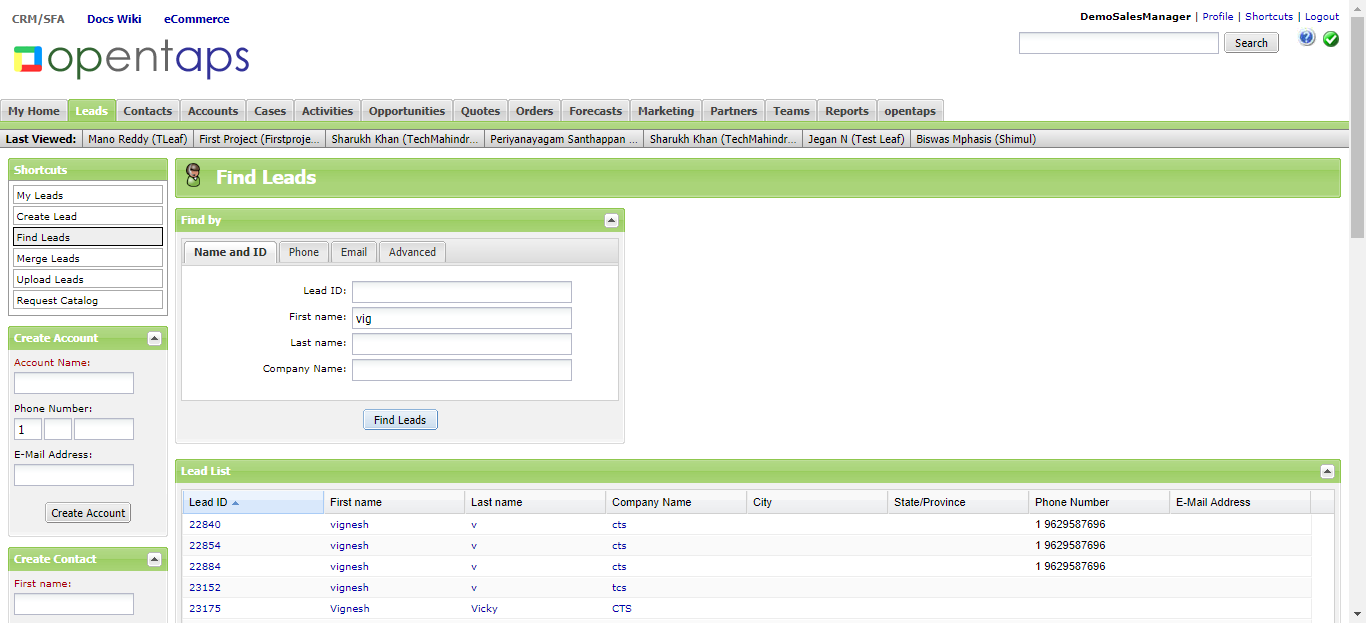 CRM/SFA Docs Wiki eCommerce
DemoSalesManager | Profile | Shortcuts | Logout
opentaps
Search
My Home Leads Contacts Accounts Cases Activities Opportunities Quotes Orders Forecasts Marketing Partners Teams Reports opentaps
Last Viewed: Mano Reddy (TLeaf) First Project (Firstproje... Sharukh Khan (TechMahindr... Periyanayagam Santhappan ... Sharukh Khan (TechMahindr... Jegan N (Test Leaf) Biswas Mphasis (Shimul)
Shortcuts
My Leads
Create Lead
Find Leads
Merge Leads
Upload Leads
Request Catalog
Create Account
Account Name:
Phone Number:
1
E-Mail Address:
Create Account
Create Contact
First name:
Find Leads
Find by
Name and ID Phone Email Advanced
Lead ID:
First name: vig
Last name:
Company Name:
Find Leads
Lead List
Lead ID First name Last name Company Name City State/Province Phone Number E-Mail Address
22840 vignesh v cts 1 9629587696
22854 vignesh v cts 1 9629587696
22884 vignesh v cts 1 9629587696
23152 vignesh v tcs
23175 Vignesh Vicky CTS